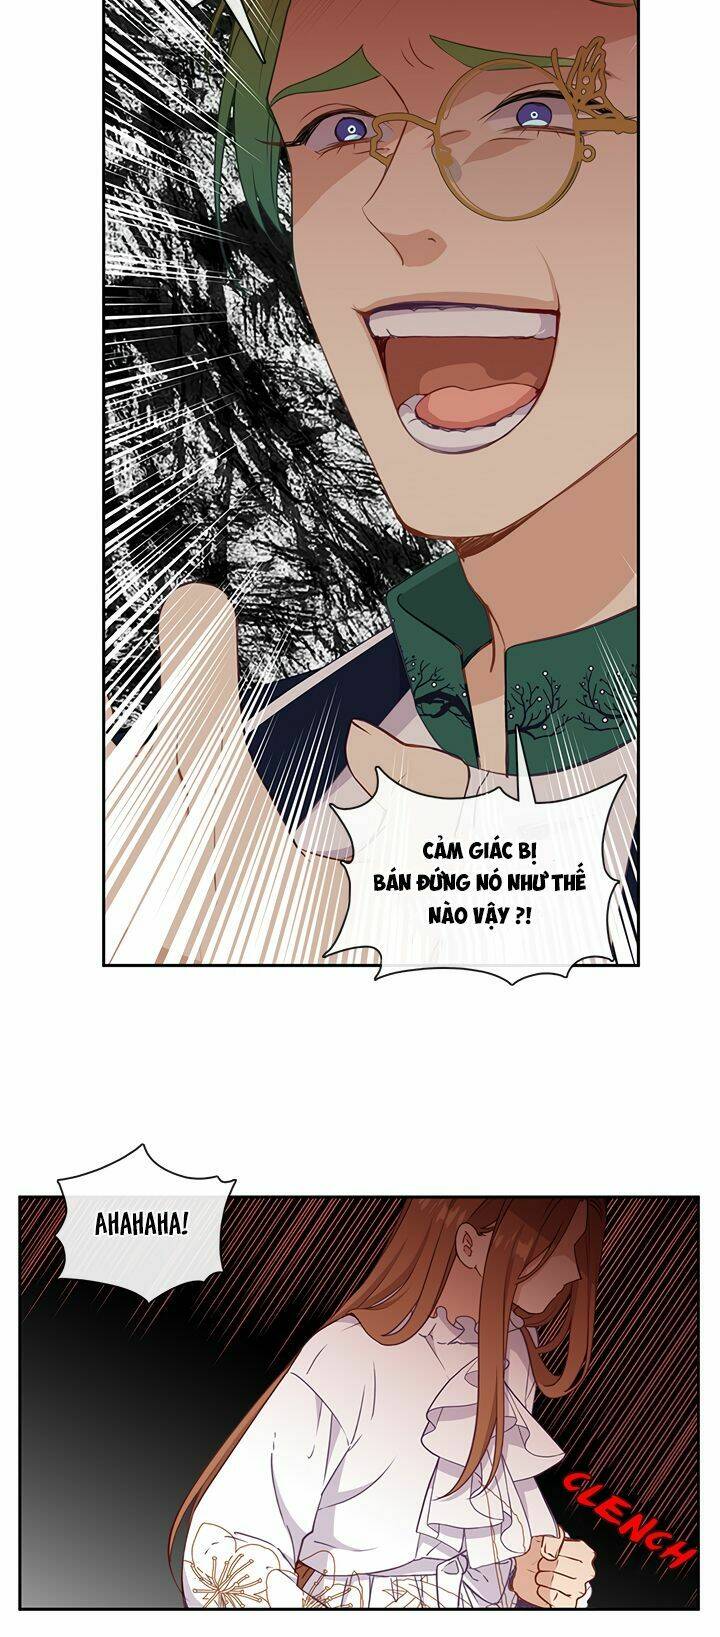 CẢM GIÁC BỊ
BÁN ĐỨNG NÓ NHƯ THẾ
NÀO VẬY ?!
AHAHAHA!
CLENCH